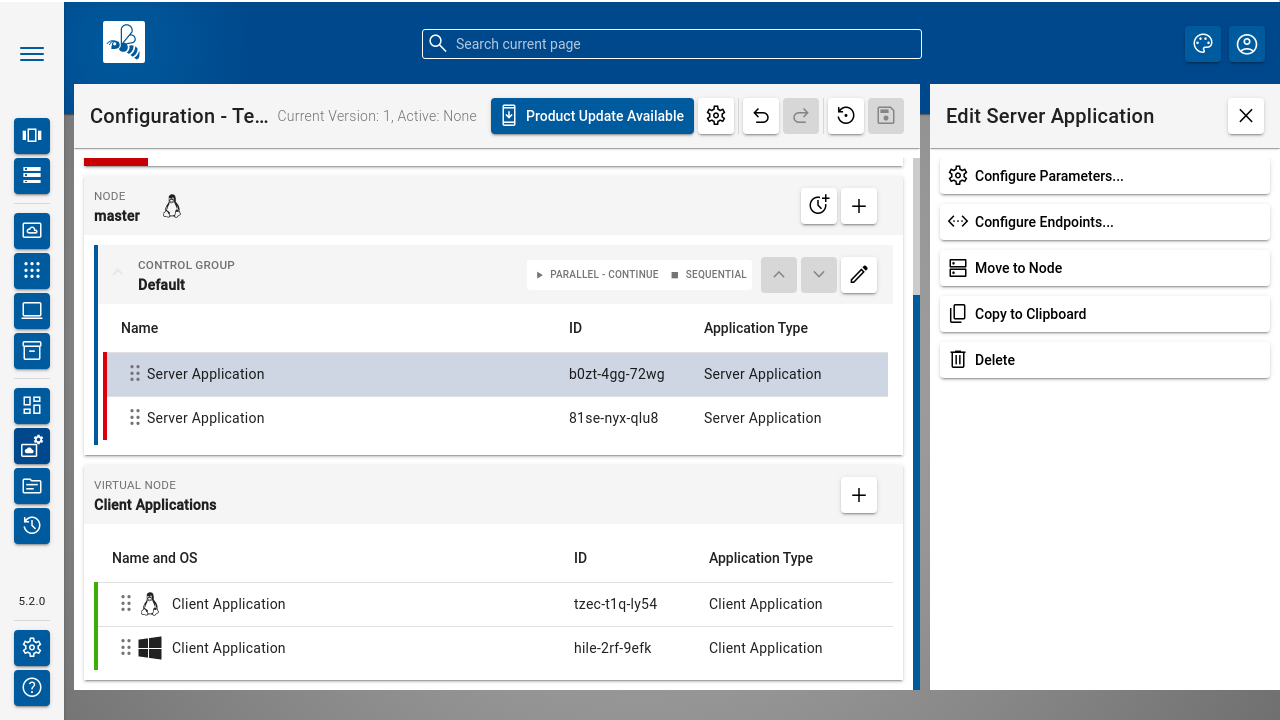 Search current page
Configuration - Te... Current Version: 1, Active: None Product Update Available
Edit Server Application
NODE
master
CONTROL GROUP
Default
PARALLEL - CONTINUE SEQUENTIAL
Name ID Application Type
Server Application b0zt-4gg-72wg Server Application
Server Application 81se-nyx-qlu8 Server Application
VIRTUAL NODE
Client Applications
Name and OS ID Application Type
Client Application tzec-t1q-ly54 Client Application
Client Application hile-2rf-9efk Client Application
Configure Parameters...
Configure Endpoints...
Move to Node
Copy to Clipboard
Delete
5.2.0